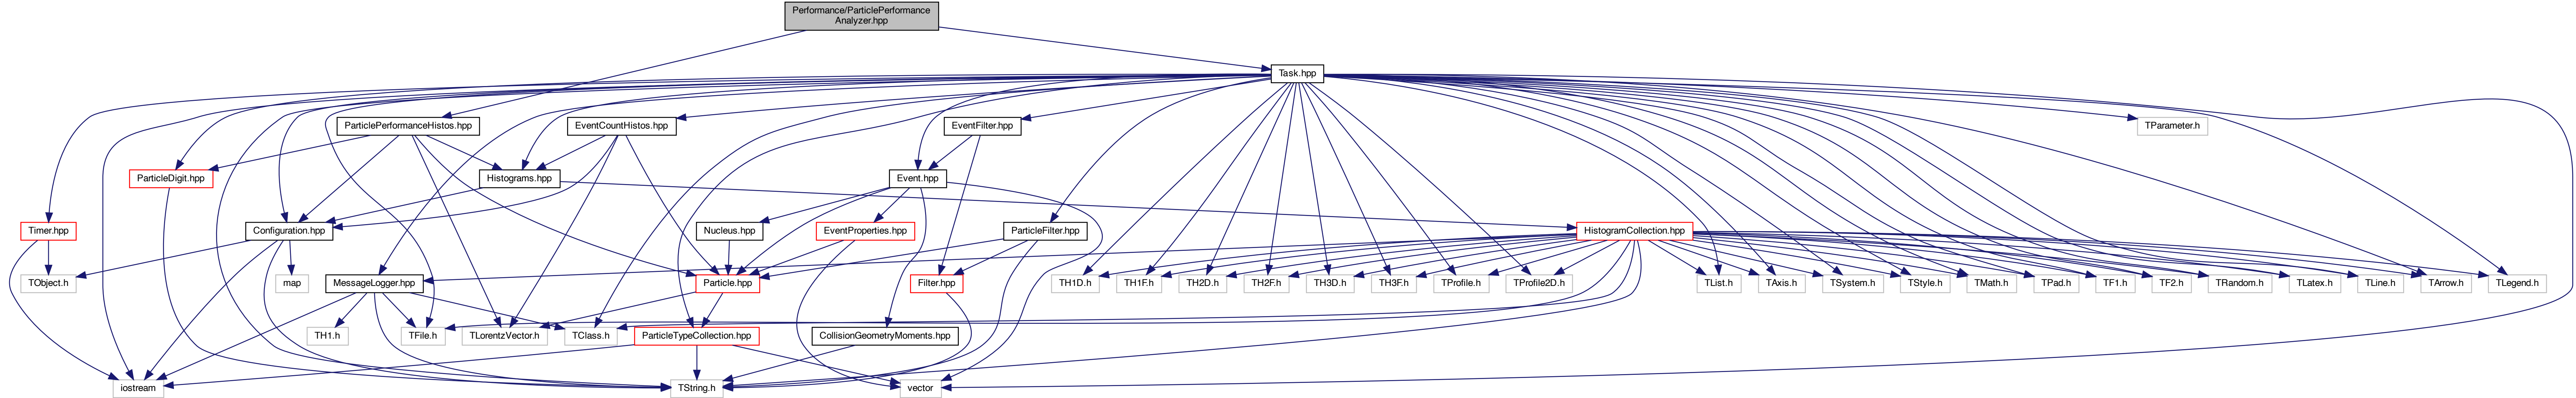 Performance/ParticlePerformance
Analyzer.hpp
Task.hpp
ParticlePerformanceHistos.hpp
EventCountHistos.hpp
EventFilter.hpp
TParameter.h
ParticleDigit.hpp
Histograms.hpp
Event.hpp
Timer.hpp
Configuration.hpp
Nucleus.hpp
EventProperties.hpp
ParticleFilter.hpp
HistogramCollection.hpp
TObject.h
map
MessageLogger.hpp
Particle.hpp
Filter.hpp
TH1D.h
TH1F.h
TH2D.h
TH2F.h
TH3D.h
TH3F.h
TProfile.h
TProfile2D.h
TList.h
TAxis.h
TSystem.h
TStyle.h
TMath.h
TPad.h
TF1.h
TF2.h
TRandom.h
TLatex.h
TLine.h
TArrow.h
TLegend.h
TH1.h
TFile.h
TLorentzVector.h
TClass.h
ParticleTypeCollection.hpp
CollisionGeometryMoments.hpp
iostream
TString.h
vector